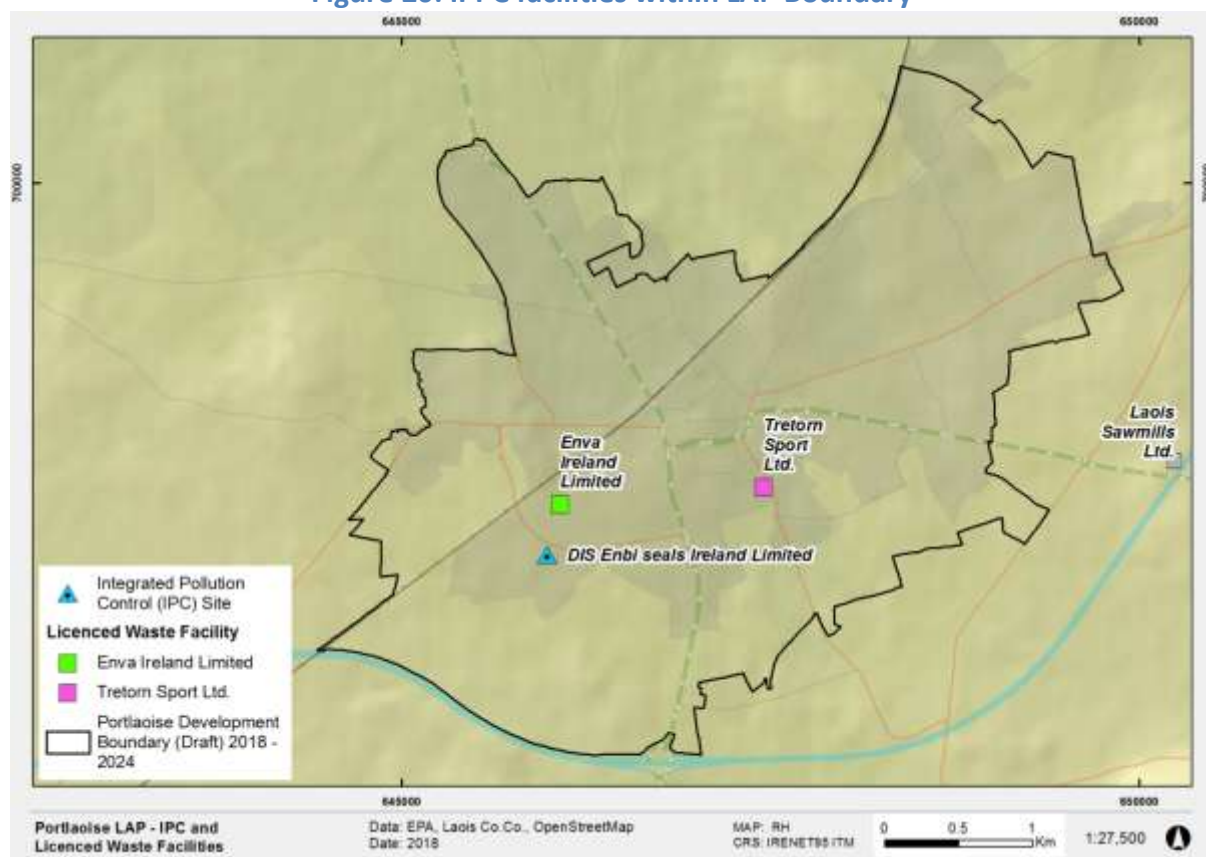 645000
650000
700000
700000
Enva
Ireland
Limited
Tretorn
Sport
Ltd.
Laois
Sawmills
Ltd.
DIS Enbi seals Ireland Limited
Integrated Pollution
Control (IPC) Site
Licenced Waste Facility
Enva Ireland Limited
Tretorn Sport Ltd.
Portlaoise Development
Boundary (Draft) 2018 -
2024
645000
650000
Portlaoise LAP - IPC and
Licenced Waste Facilities
Data: EPA, Laois Co.Co., OpenStreetMap
Date: 2018
MAP: RH
CRS: IRENET95 ITM
0 0.5 1
Km
1:27,500